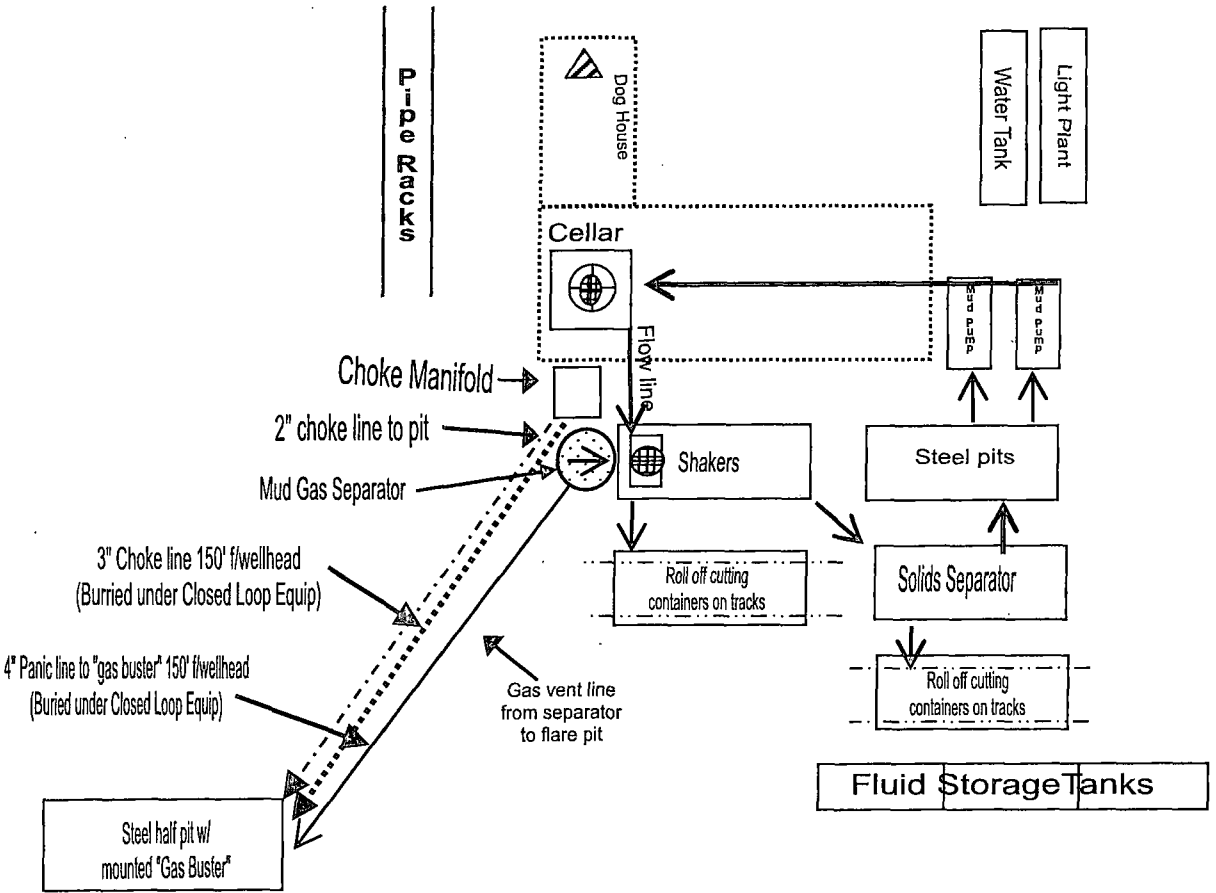 Pipe Racks
Dog House
Water Tank
Light Plant
Cellar
Mud Pump
Mud Pump
Flow line
Choke Manifold
2" choke line to pit
Mud Gas Separator
Shakers
Steel pits
3" Choke line 150' f/wellhead
(Burried under Closed Loop Equip)
Roll off cutting
containers on tracks
Solids Separator
4" Panic line to "gas buster" 150' f/wellhead
(Buried under Closed Loop Equip)
Gas vent line
from separator
to flare pit
Roll off cutting
containers on tracks
Fluid StorageTanks
Steel half pit w/
mounted "Gas Buster"